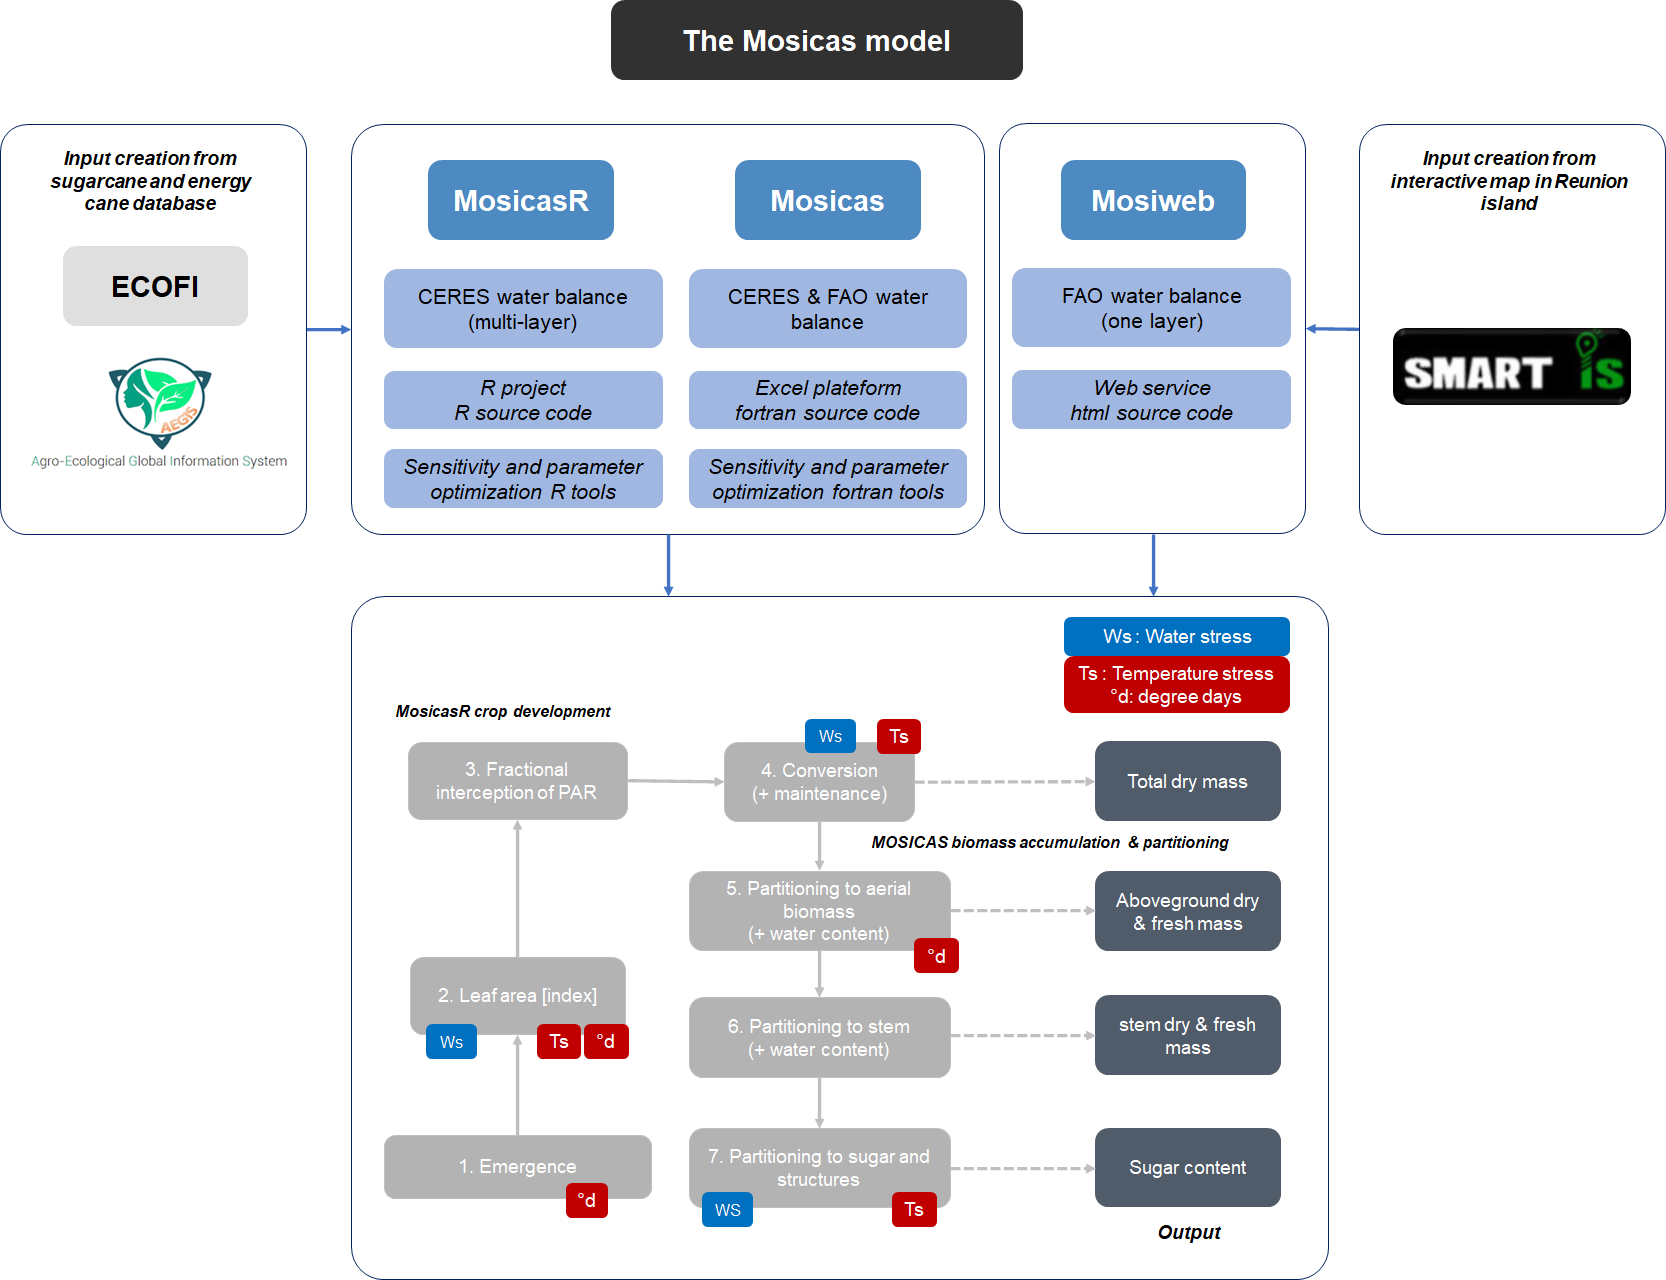 The Mosicas model
Input creation from
sugarcane and energy
cane database
ECOFI
AEGIS
Agro-Ecological Global Information System
MosicasR
CERES water balance
(multi-layer)
R project
R source code
Sensitivity and parameter
optimization R tools
Mosicas
CERES & FAO water
balance
Excel plateform
fortran source code
Sensitivity and parameter
optimization fortran tools
Mosiweb
FAO water balance
(one layer)
Web service
html source code
Input creation from
interactive map in Reunion
island
SMART is
Ws : Water stress
Ts : Temperature stress
°d: degree days
MosicasR crop development
3. Fractional
interception of PAR
Ws
Ts
4. Conversion
(+ maintenance)
Total dry mass
MOSICAS biomass accumulation & partitioning
5. Partitioning to aerial
biomass
(+ water content)
°d
Aboveground dry
& fresh mass
2. Leaf area [index]
Ws
Ts
°d
6. Partitioning to stem
(+ water content)
stem dry & fresh
mass
1. Emergence
°d
7. Partitioning to sugar and
structures
WS
Ts
Sugar content
Output